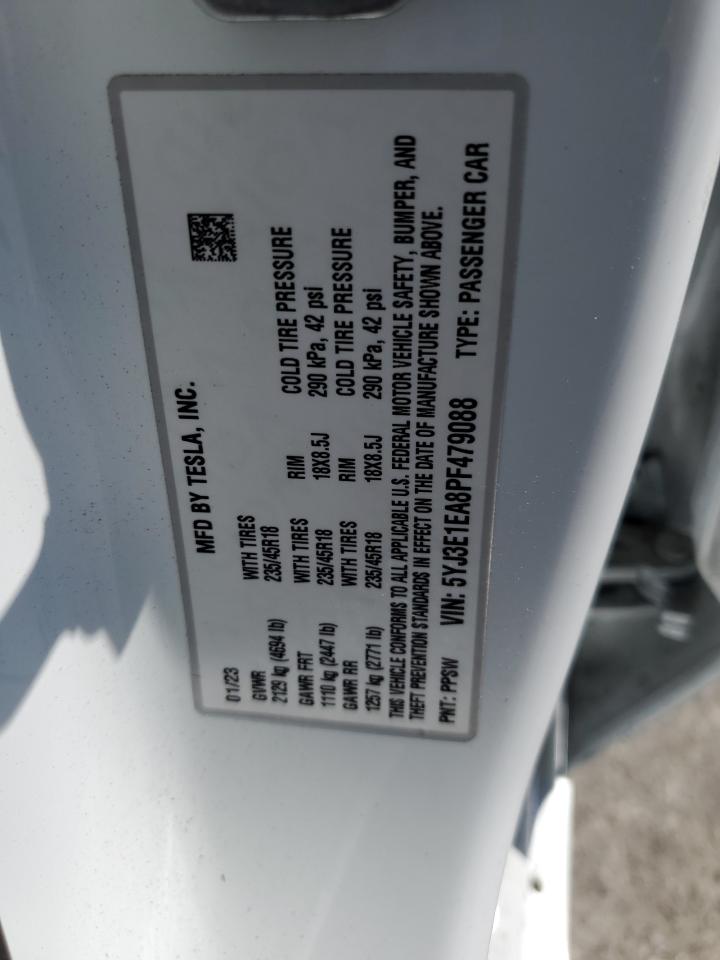 MFD BY TESLA, INC.
01/23
GVWR WITH TIRES RIM COLD TIRE PRESSURE
2129 kg (4694 lb) 235/45R18
GAWR FRT WITH TIRES RIM COLD TIRE PRESSURE
1110 kg (2447 lb) 235/45R18 18X8.5J 290 kPa, 42 psi
GAWR RR WITH TIRES RIM COLD TIRE PRESSURE
1257 kg (2771 lb) 235/45R18 18X8.5J 290 kPa, 42 psi
THIS VEHICLE CONFORMS TO ALL APPLICABLE U.S. FEDERAL MOTOR VEHICLE SAFETY, BUMPER, AND
THEFT PREVENTION STANDARDS IN EFFECT ON THE DATE OF MANUFACTURE SHOWN ABOVE.
PNT: PPSW VIN: 5YJ3E1EA8PF479088 TYPE: PASSENGER CAR